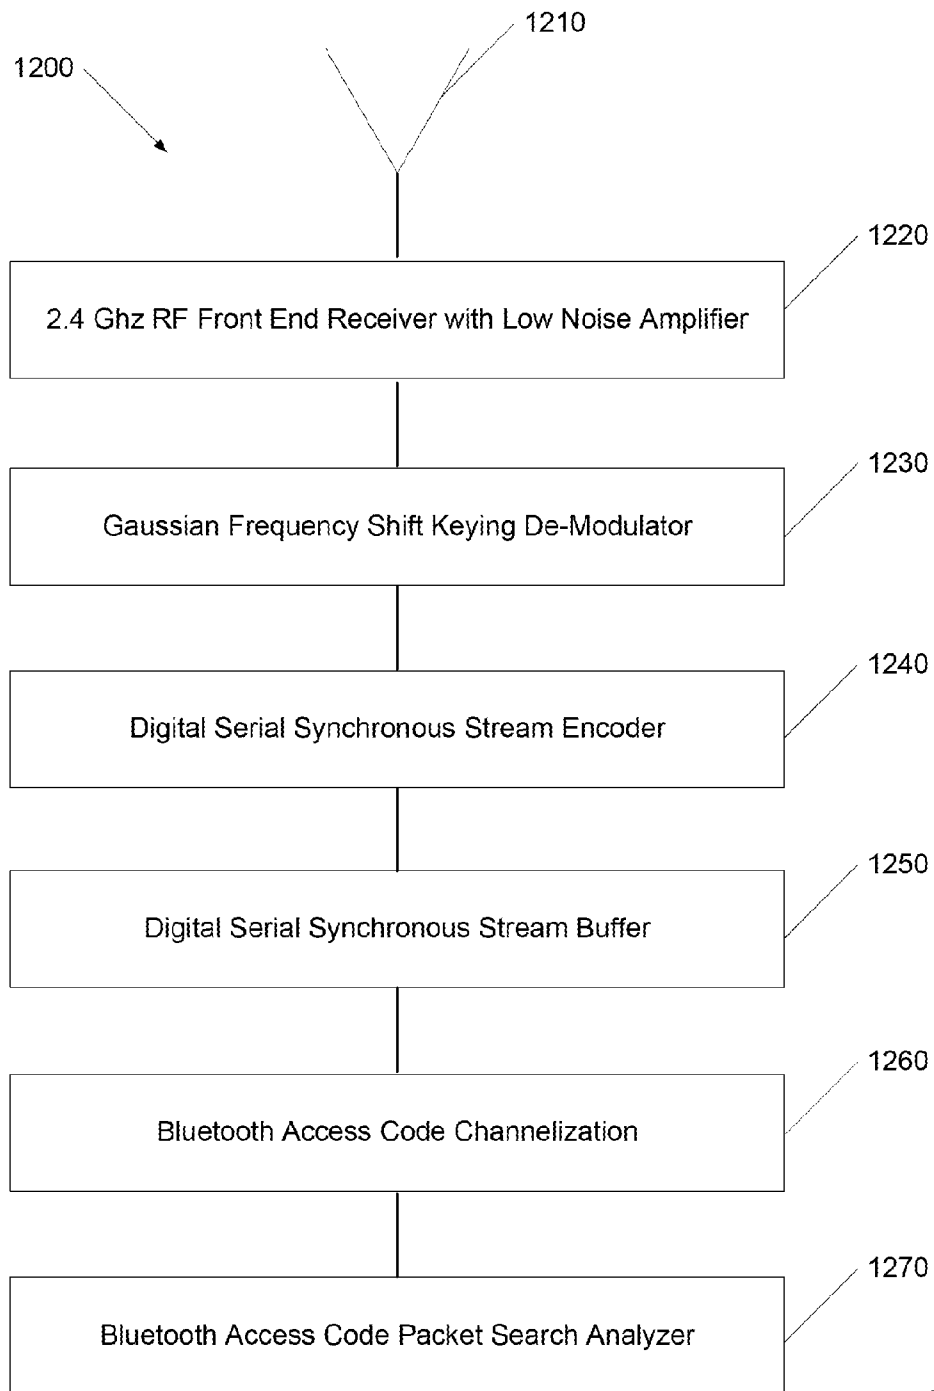 1210
1200
1220
2.4 Ghz RF Front End Receiver with Low Noise Amplifier
1230
Gaussian Frequency Shift Keying De-Modulator
1240
Digital Serial Synchronous Stream Encoder
1250
Digital Serial Synchronous Stream Buffer
1260
Bluetooth Access Code Channelization
1270
Bluetooth Access Code Packet Search Analyzer